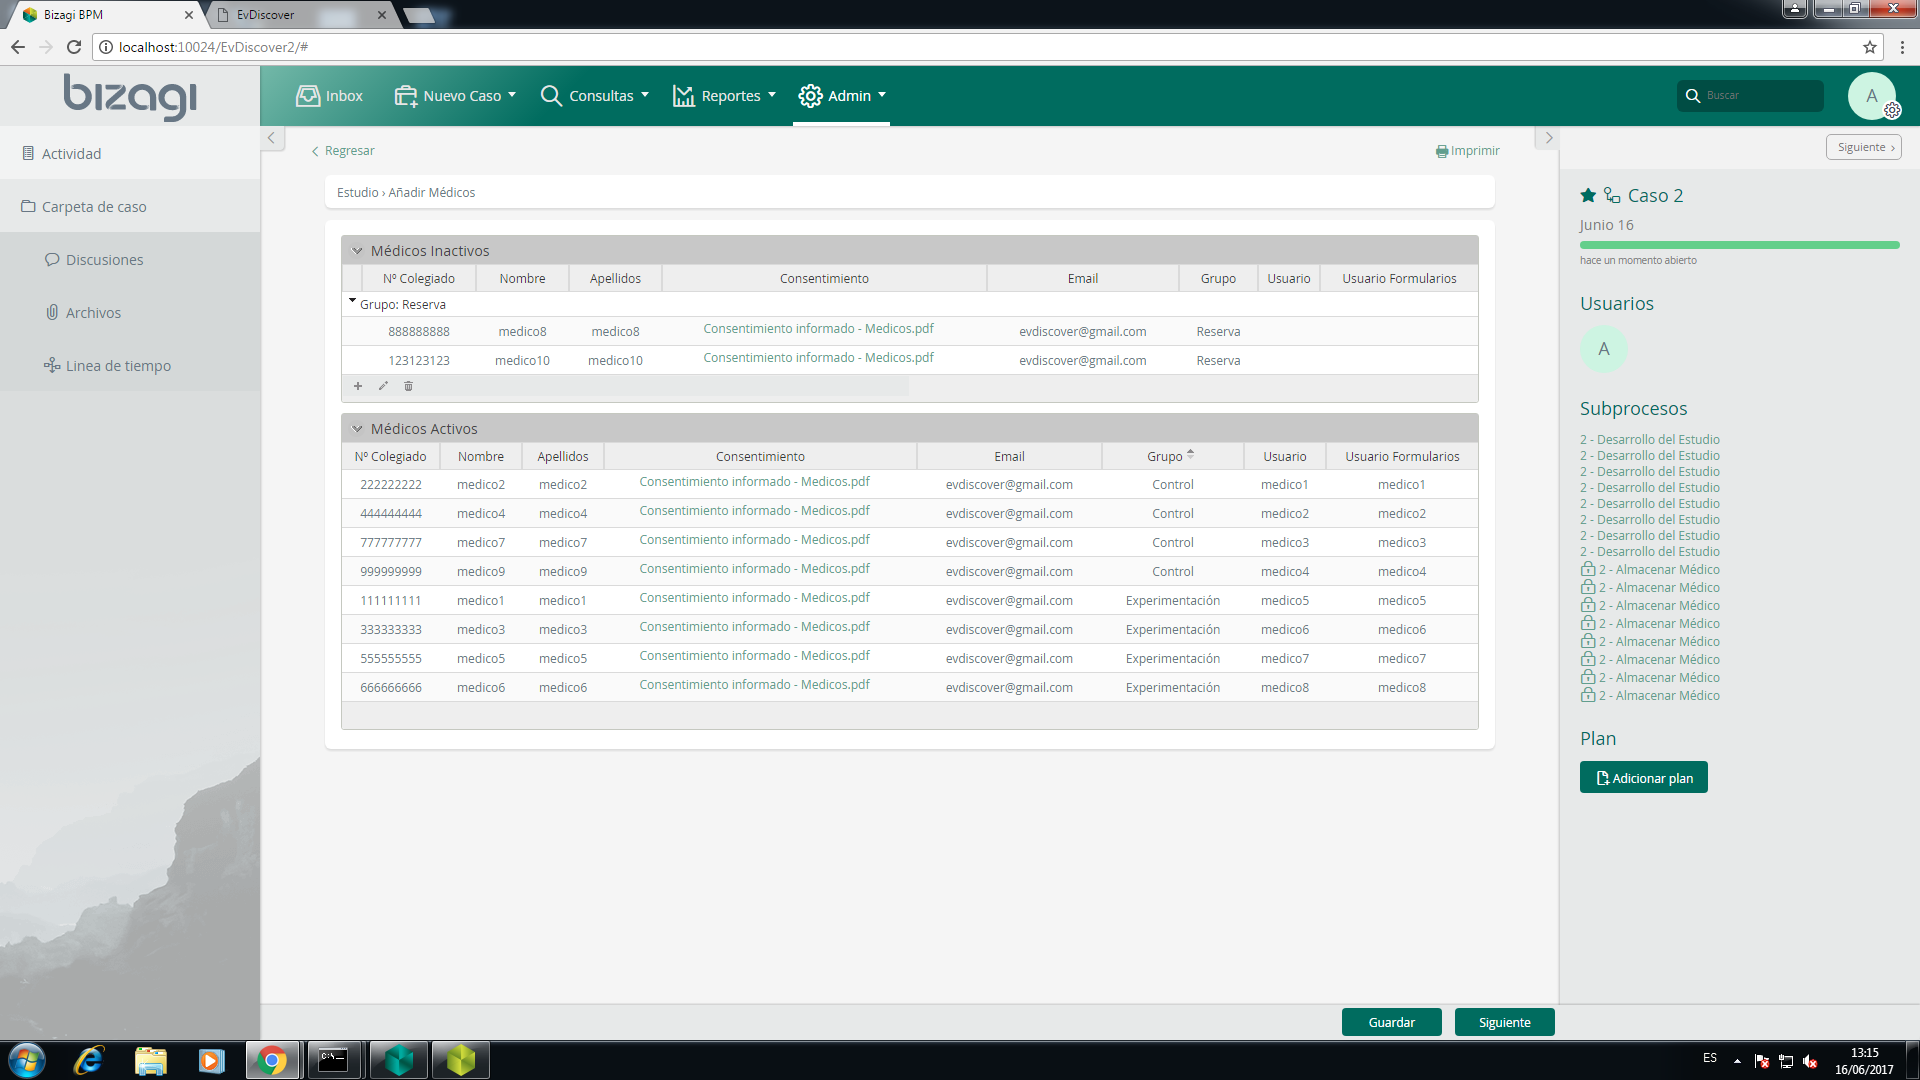 Bizagi BPM
EvDiscover
localhost:10024/EvDiscover2/#
bizagi
Inbox
Nuevo Caso
Consultas
Reportes
Admin
Buscar
A
Actividad
Carpeta de caso
Discusiones
Archivos
Linea de tiempo
Regresar
Imprimir
Estudio › Añadir Médicos
Médicos Inactivos
Nº Colegiado Nombre Apellidos Consentimiento Email Grupo Usuario Usuario Formularios
Grupo: Reserva
888888888 medico8 medico8 Consentimiento informado - Medicos.pdf evdiscover@gmail.com Reserva
123123123 medico10 medico10 Consentimiento informado - Medicos.pdf evdiscover@gmail.com Reserva
Médicos Activos
Nº Colegiado Nombre Apellidos Consentimiento Email Grupo Usuario Usuario Formularios
222222222 medico2 medico2 Consentimiento informado - Medicos.pdf evdiscover@gmail.com Control medico1 medico1
444444444 medico4 medico4 Consentimiento informado - Medicos.pdf evdiscover@gmail.com Control medico2 medico2
777777777 medico7 medico7 Consentimiento informado - Medicos.pdf evdiscover@gmail.com Control medico3 medico3
999999999 medico9 medico9 Consentimiento informado - Medicos.pdf evdiscover@gmail.com Control medico4 medico4
111111111 medico1 medico1 Consentimiento informado - Medicos.pdf evdiscover@gmail.com Experimentación medico5 medico5
333333333 medico3 medico3 Consentimiento informado - Medicos.pdf evdiscover@gmail.com Experimentación medico6 medico6
555555555 medico5 medico5 Consentimiento informado - Medicos.pdf evdiscover@gmail.com Experimentación medico7 medico7
666666666 medico6 medico6 Consentimiento informado - Medicos.pdf evdiscover@gmail.com Experimentación medico8 medico8
Guardar
Siguiente
Siguiente
Caso 2
Junio 16
hace un momento abierto
Usuarios
A
Subprocesos
2 - Desarrollo del Estudio
2 - Desarrollo del Estudio
2 - Desarrollo del Estudio
2 - Desarrollo del Estudio
2 - Desarrollo del Estudio
2 - Desarrollo del Estudio
2 - Desarrollo del Estudio
2 - Desarrollo del Estudio
2 - Almacenar Médico
2 - Almacenar Médico
2 - Almacenar Médico
2 - Almacenar Médico
2 - Almacenar Médico
2 - Almacenar Médico
2 - Almacenar Médico
2 - Almacenar Médico
Plan
Adicionar plan
C:\
ES
13:15
16/06/2017